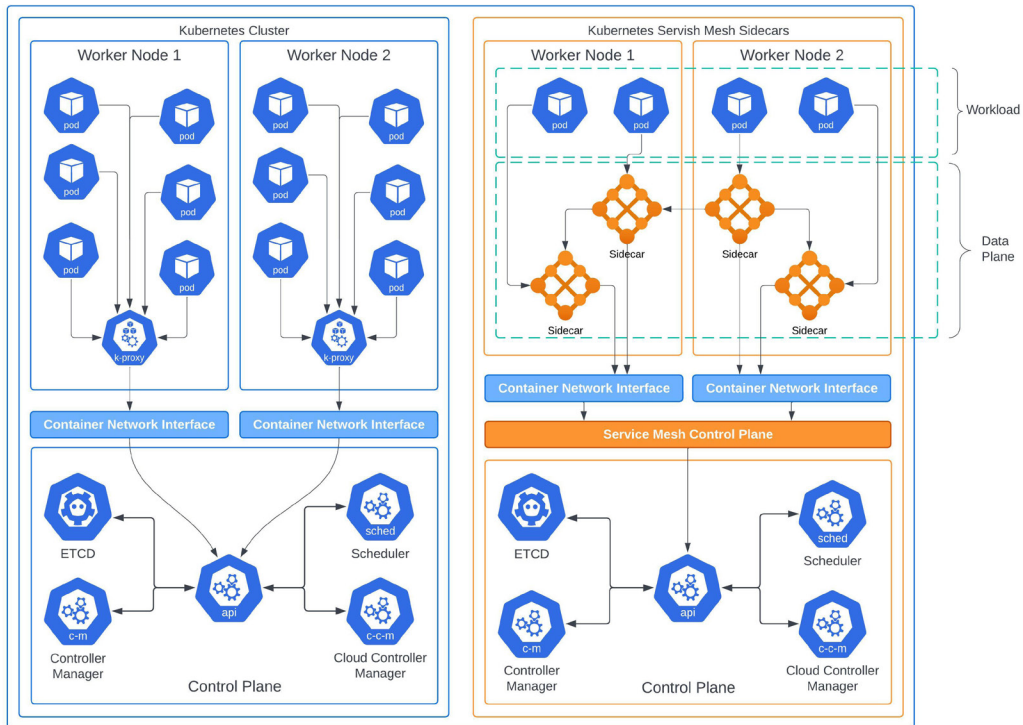 Kubernetes Cluster
Worker Node 1
pod
pod
pod
pod
pod
pod
k-proxy
Worker Node 2
pod
pod
pod
pod
pod
pod
k-proxy
Container Network Interface
Container Network Interface
ETCD
sched
Scheduler
api
c-m
Controller
Manager
c-c-m
Cloud Controller
Manager
Control Plane
Kubernetes Servish Mesh Sidecars
Worker Node 1
Worker Node 2
pod
pod
pod
pod
Workload
Sidecar
Sidecar
Sidecar
Sidecar
Data
Plane
Container Network Interface
Container Network Interface
Service Mesh Control Plane
ETCD
sched
Scheduler
api
c-m
Controller
Manager
c-c-m
Cloud Controller
Manager
Control Plane